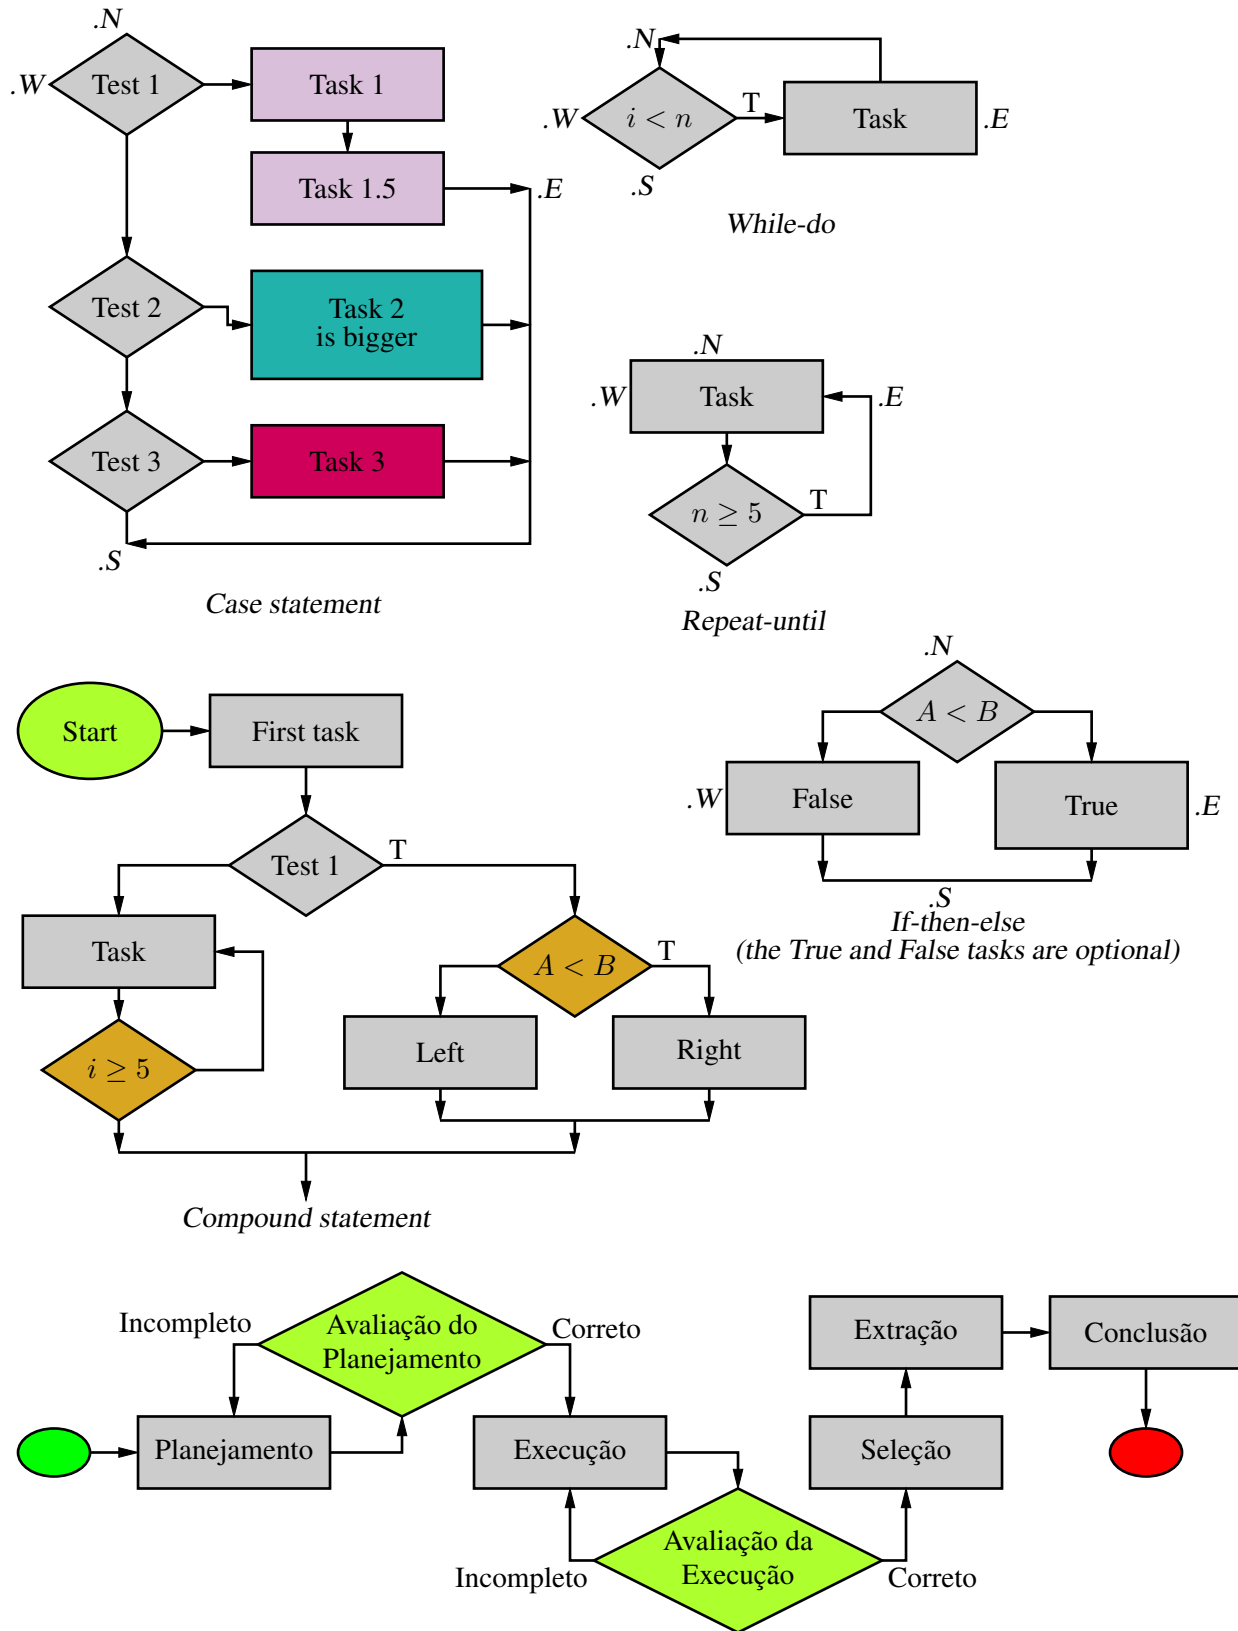 .N
.W
Test 1
Task 1
Task 1.5
.E
Test 2
Task 2
is bigger
Test 3
Task 3
.S
Case statement
.N
.W
i < n
T
Task
.E
.S
While-do
.N
.W
Task
.E
n ≥ 5
T
.S
Repeat-until
.N
A < B
.W
False
True
.E
.S
If-then-else
(the True and False tasks are optional)
Start
First task
Test 1
T
Task
i ≥ 5
A < B
T
Left
Right
Compound statement
Incompleto
Avaliação do
Planejamento
Correto
Planejamento
Execução
Incompleto
Avaliação da
Execução
Correto
Seleção
Extração
Conclusão